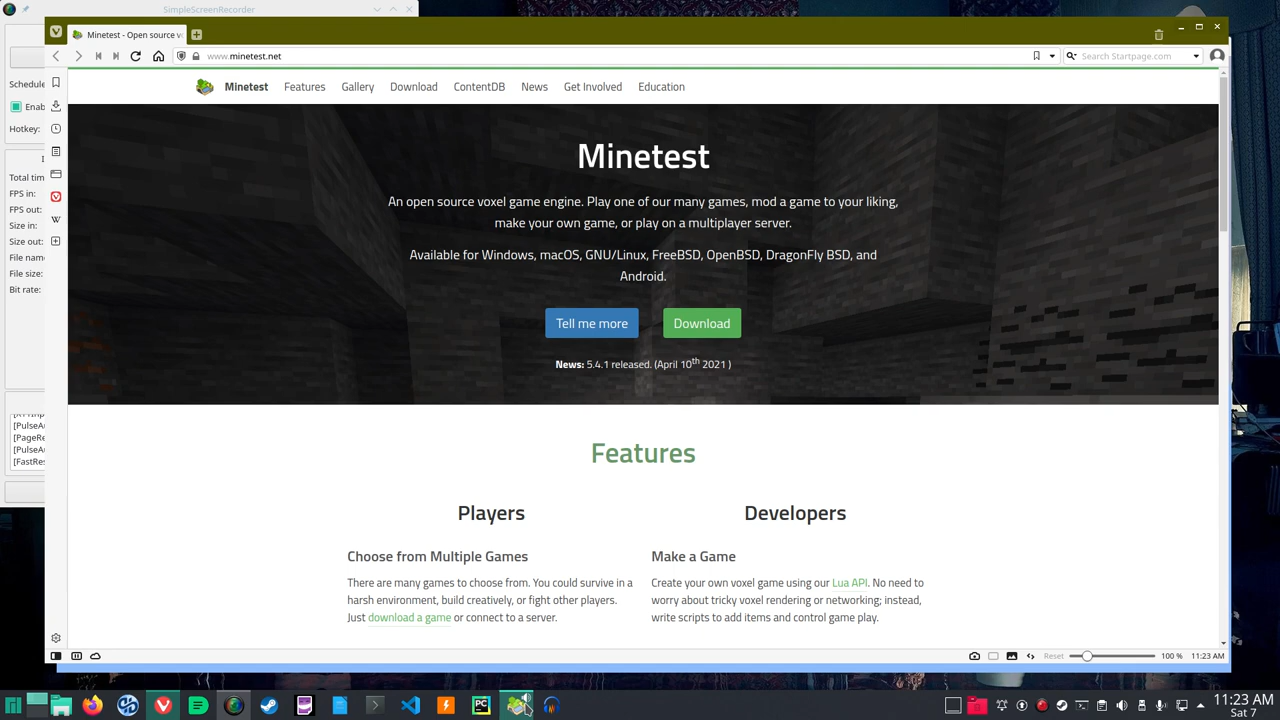 SimpleScreenRecorder
Minetest - Open source v
www.minetest.net
Search Startpage.com
Schedule
Enab
Hotkey:
Total tim
FPS in:
FPS out:
Size in:
Size out:
File name
File size:
Bit rate:
[PulseAu
[PageRe
[PulseAu
[FastRes
Minetest
Features
Gallery
Download
ContentDB
News
Get Involved
Education
Minetest
An open source voxel game engine. Play one of our many games, mod a game to your liking,
make your own game, or play on a multiplayer server.
Available for Windows, macOS, GNU/Linux, FreeBSD, OpenBSD, DragonFly BSD, and
Android.
Tell me more
Download
News: 5.4.1 released. (April 10th 2021 )
Features
Players
Developers
Choose from Multiple Games
There are many games to choose from. You could survive in a
harsh environment, build creatively, or fight other players.
Just download a game or connect to a server.
Make a Game
Create your own voxel game using our Lua API. No need to
worry about tricky voxel rendering or networking; instead,
write scripts to add items and control game play.
Reset
100 %
11:23 AM
11:23 AM
Sat 7